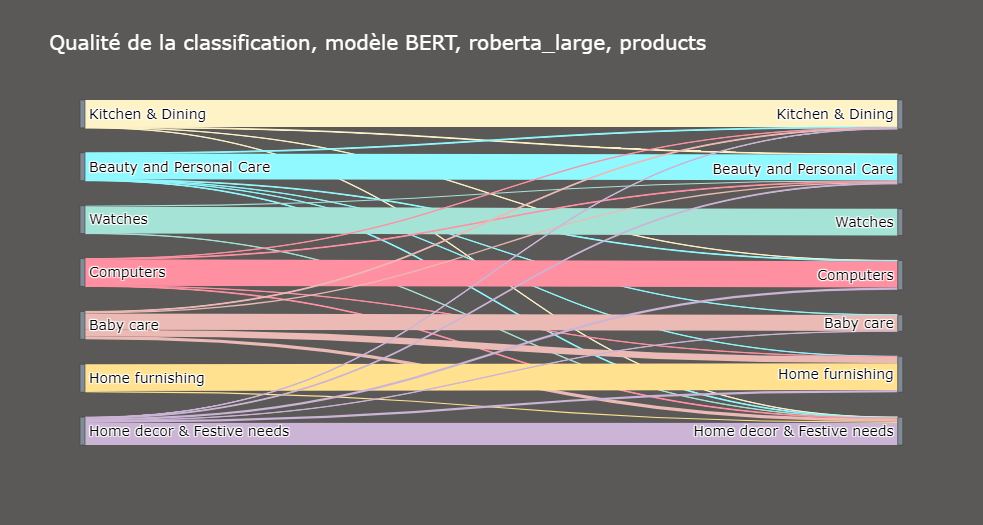 Qualité de la classification, modèle BERT, roberta_large, products
Kitchen & Dining
Kitchen & Dining
Beauty and Personal Care
Beauty and Personal Care
Watches
Watches
Computers
Computers
Baby care
Baby care
Home furnishing
Home furnishing
Home decor & Festive needs
Home decor & Festive needs